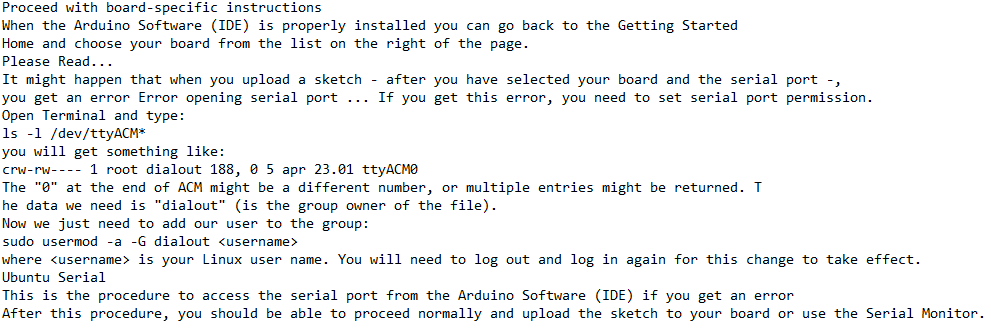 Proceed with board-specific instructions
When the Arduino Software (IDE) is properly installed you can go back to the Getting Started
Home and choose your board from the list on the right of the page.
Please Read...
It might happen that when you upload a sketch - after you have selected your board and the serial port -,
you get an error Error opening serial port ... If you get this error, you need to set serial port permission.
Open Terminal and type:
ls -l /dev/ttyACM*
you will get something like:
crw-rw---- 1 root dialout 188, 0 5 apr 23.01 ttyACM0
The "0" at the end of ACM might be a different number, or multiple entries might be returned. T
he data we need is "dialout" (is the group owner of the file).
Now we just need to add our user to the group:
sudo usermod -a -G dialout <username>
where <username> is your Linux user name. You will need to log out and log in again for this change to take effect.
Ubuntu Serial
This is the procedure to access the serial port from the Arduino Software (IDE) if you get an error
After this procedure, you should be able to proceed normally and upload the sketch to your board or use the Serial Monitor.